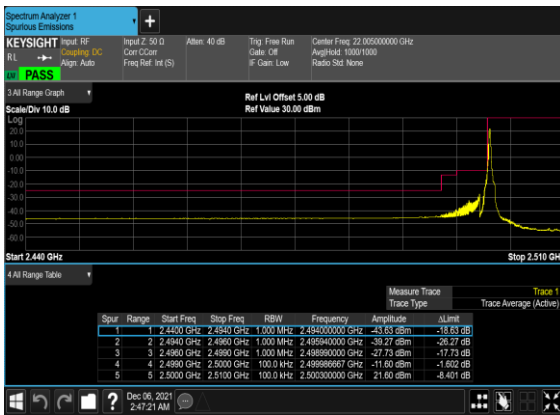 Spectrum Analyzer 1
Spurious Emissions
KEYSIGHT Input: RF Input Z: 50 Ω Atten: 40 dB Trig: Free Run Center Freq: 22.005000000 GHz
RL Coupling: DC Corr CCorr Gate: Off Avg|Hold: 1000/1000
Align: Auto Freq Ref: Int (S) IF Gain: Low Radio Std: None
PASS
3 All Range Graph
Ref Lvl Offset 5.00 dB
Scale/Div 10.0 dB Ref Value 30.00 dBm
Log
20.0
10.0
0.00
-10.0
-20.0
-30.0
-40.0
-50.0
-60.0
Start 2.440 GHz Stop 2.510 GH
4 All Range Table
Measure Trace Trace 1
Trace Type Trace Average (Active)
Spur Range Start Freq Stop Freq RBW Frequency Amplitude ΔLimit
1 1 2.4400 GHz 2.4940 GHz 1.000 MHz 2.494000000 GHz -43.63 dBm -18.63 dB
2 2 2.4940 GHz 2.4960 GHz 1.000 MHz 2.495940000 GHz -39.27 dBm -26.27 dB
3 3 2.4960 GHz 2.4990 GHz 1.000 MHz 2.498990000 GHz -27.73 dBm -17.73 dB
4 4 2.4990 GHz 2.5000 GHz 100.0 kHz 2.499986667 GHz -11.60 dBm -1.602 dB
5 5 2.5000 GHz 2.5100 GHz 100.0 kHz 2.500300000 GHz 21.60 dBm -8.401 dB
Dec 06, 2021
2:47:21 AM